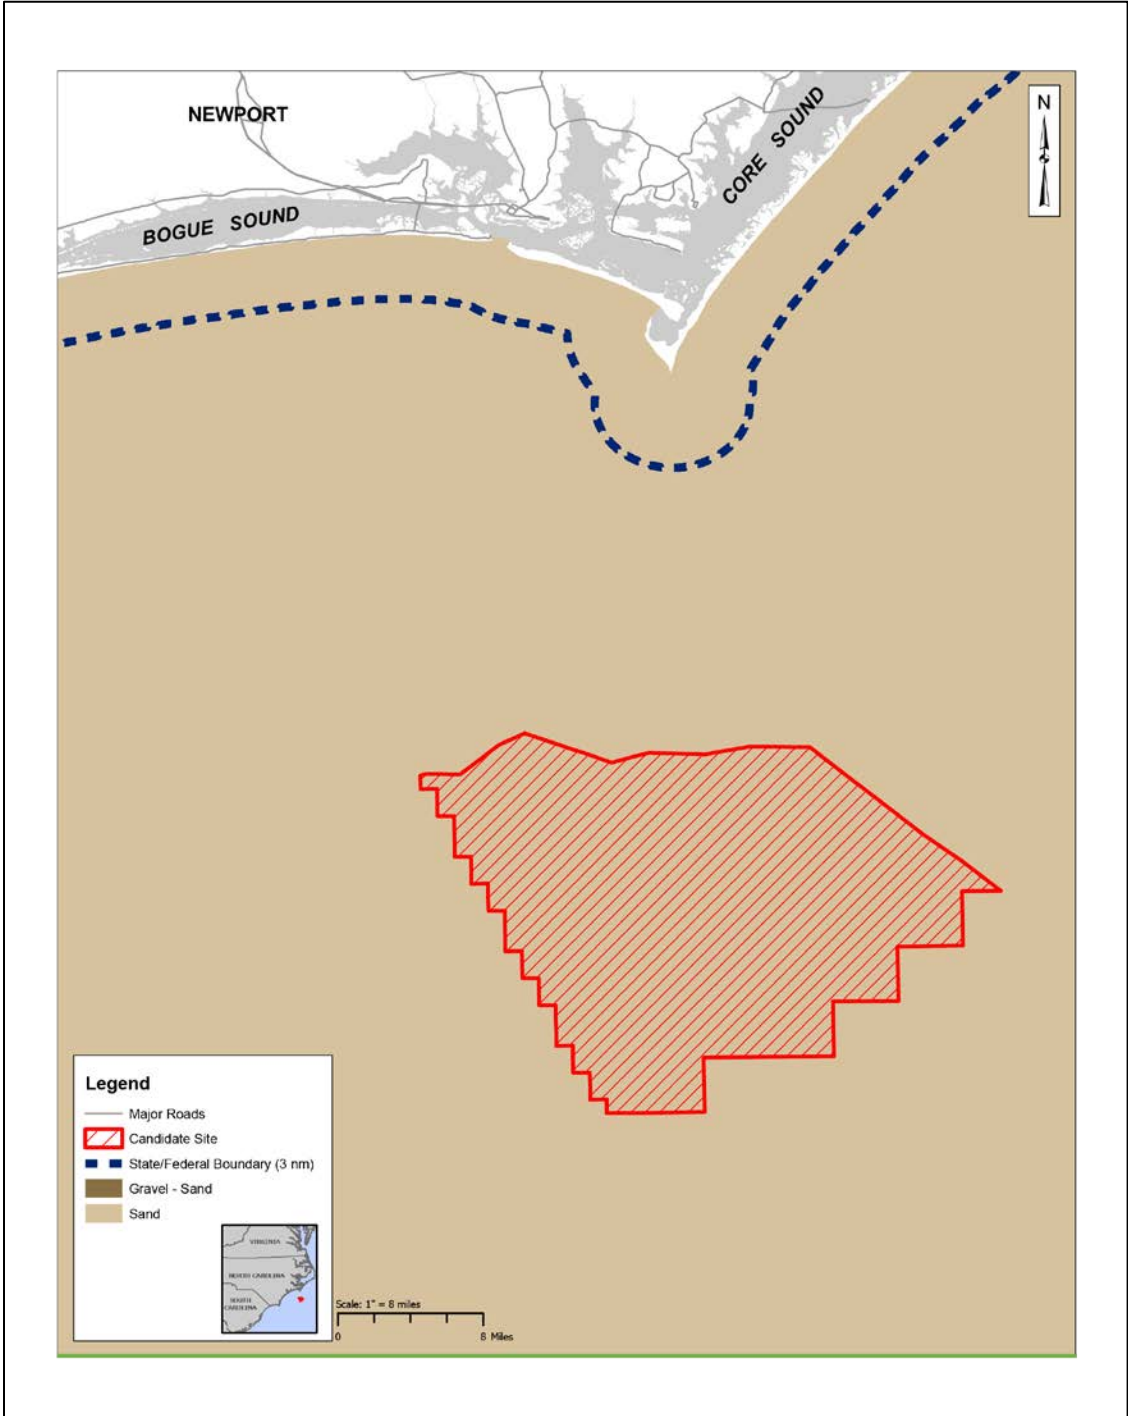 NEWPORT
N
CORE SOUND
BOGUE SOUND
Legend
Major Roads
Candidate Site
State/Federal Boundary (3 nm)
Gravel - Sand
Sand
VIRGINIA
NORTH CAROLINA
SOUTH
CAROLINA
Scale: 1" = 8 miles
0
8 Miles